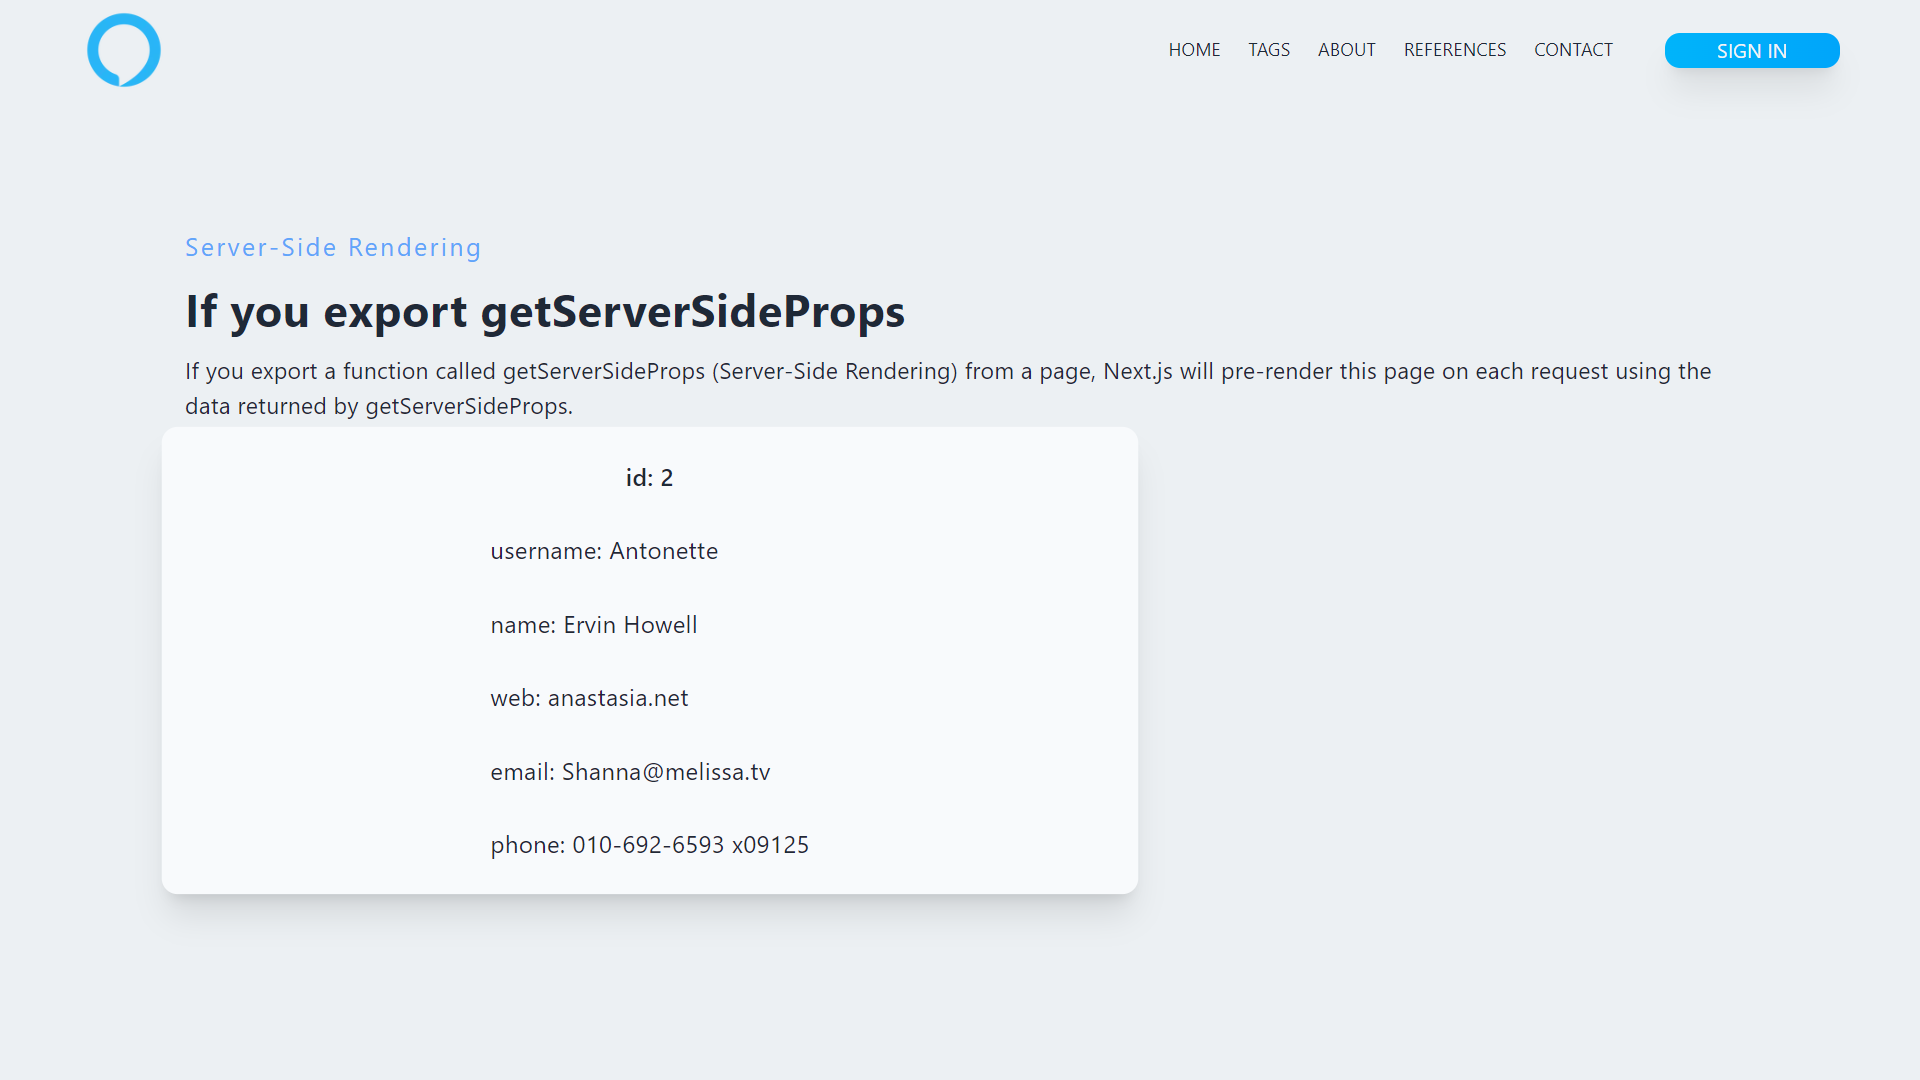 HOME TAGS ABOUT REFERENCES CONTACT SIGN IN
Server-Side Rendering
If you export getServerSideProps
If you export a function called getServerSideProps (Server-Side Rendering) from a page, Next.js will pre-render this page on each request using the
data returned by getServerSideProps.
id: 2
username: Antonette
name: Ervin Howell
web: anastasia.net
email: Shanna@melissa.tv
phone: 010-692-6593 x09125